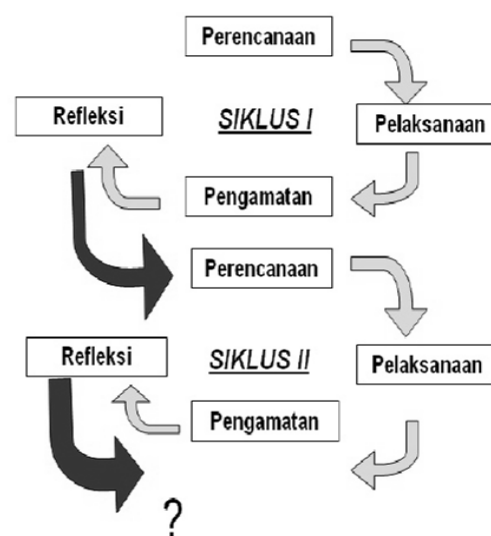 Perencanaan
Refleksi
SIKLUS I
Pelaksanaan
Pengamatan
Perencanaan
Refleksi
SIKLUS II
Pelaksanaan
Pengamatan
?